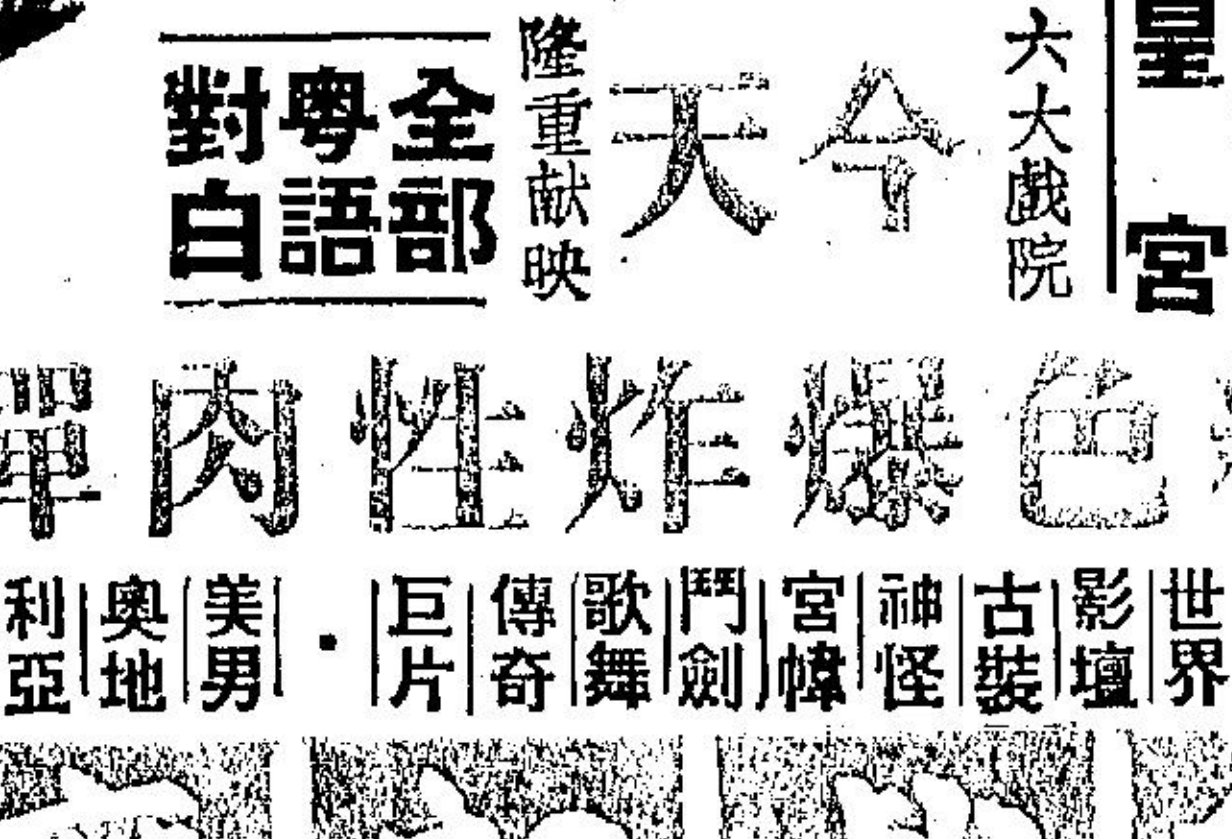 皇宮
六大戲院
今天
隆重献映
全部
粵語
對白
色爆炸性肉
世界
影壇
古裝
神怪
宮幃
鬥劍
歌舞
傳奇
巨片
·
美男
奧地
利亞